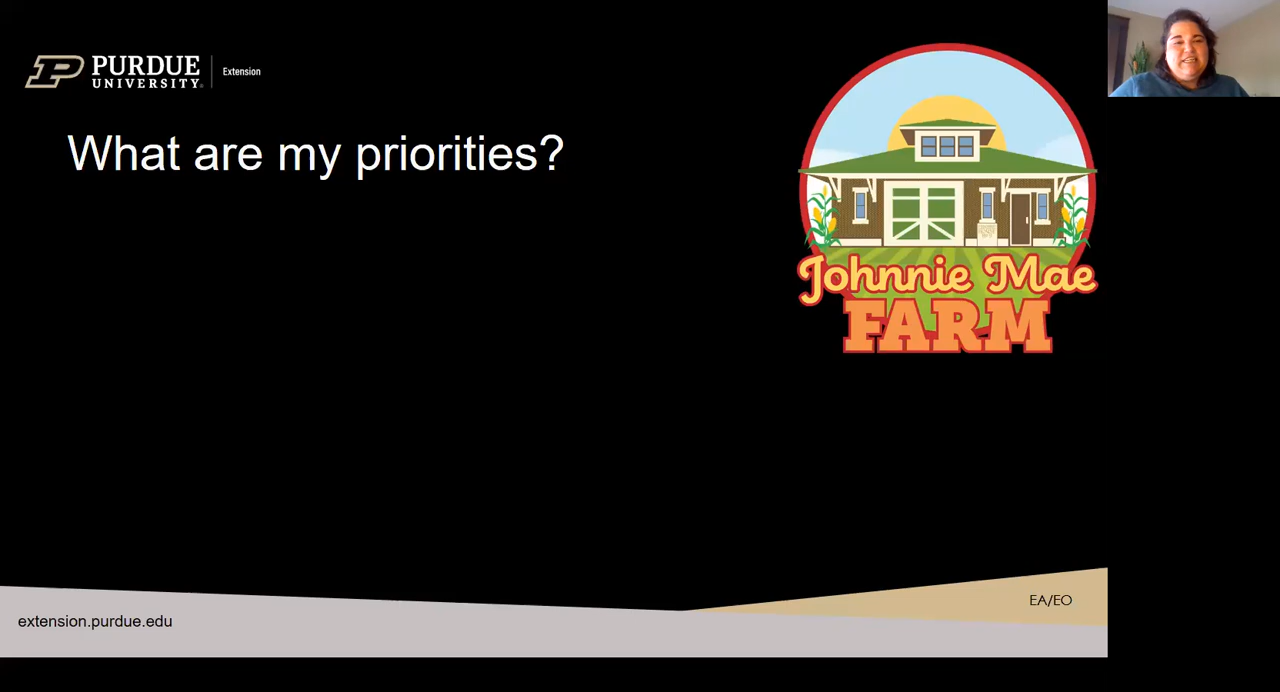 PURDUE
UNIVERSITY®
Extension
What are my priorities?
Johnnie Mae
FARM
EA/EO
extension.purdue.edu